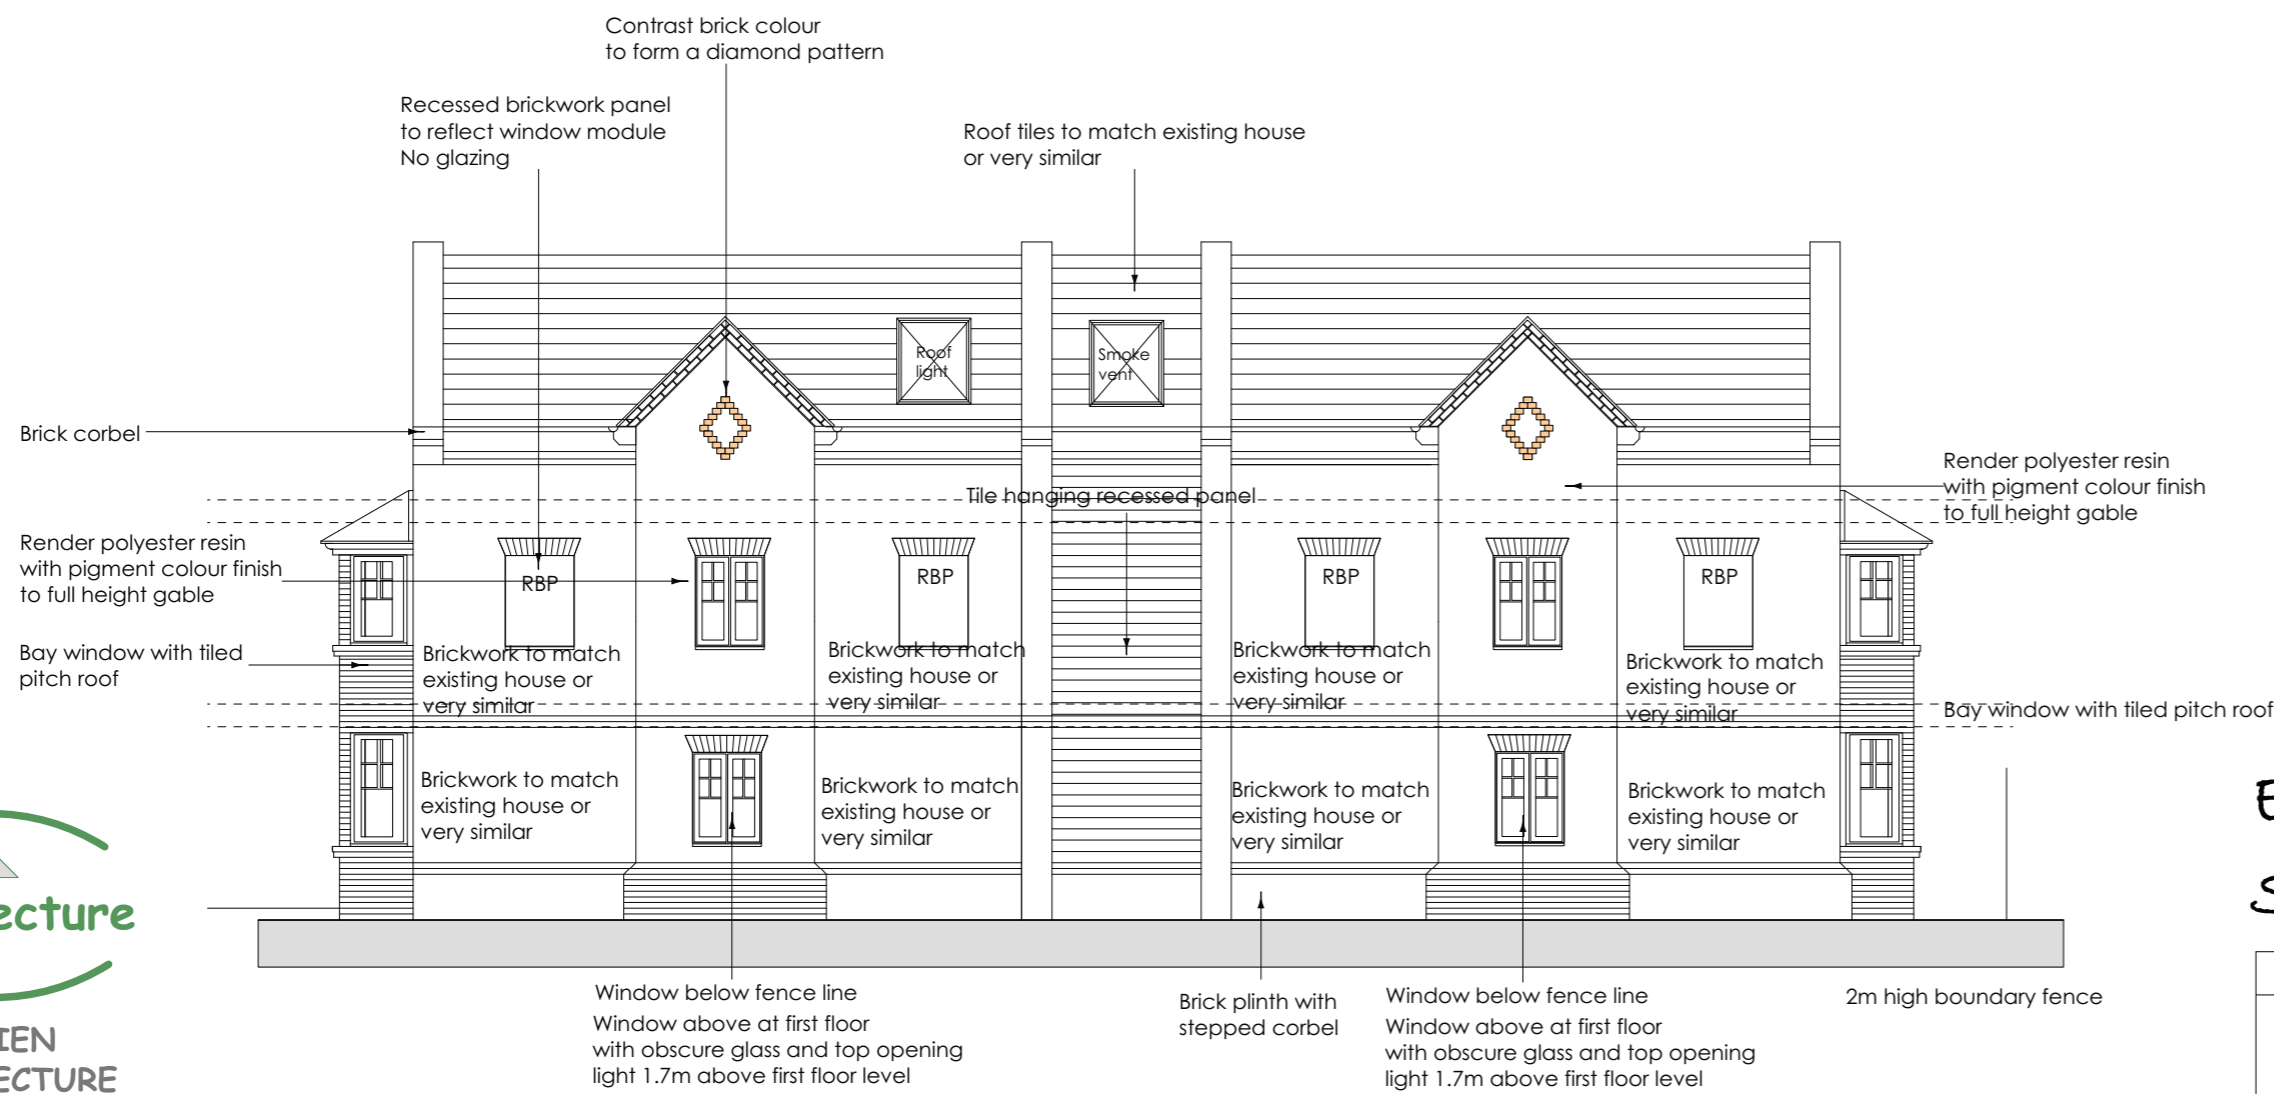 Contrast brick colour
to form a diamond pattern
Recessed brickwork panel
to reflect window module
No glazing
Roof tiles to match existing house
or very similar
Roof
light
Smoke
vent
Brick corbel
Render polyester resin
with pigment colour finish
to full height gable
Tile hanging recessed panel
Render polyester resin
with pigment colour finish
to full height gable
RBP
RBP
RBP
RBP
Bay window with tiled
pitch roof
Brickwork to match
existing house or
very similar
Brickwork to match
existing house or
very similar
Brickwork to match
existing house or
very similar
Brickwork to match
existing house or
very similar
Bay window with tiled pitch roof
Brickwork to match
existing house or
very similar
Brickwork to match
existing house or
very similar
Brickwork to match
existing house or
very similar
Brickwork to match
existing house or
very similar
ecture
IEN
ECTURE
Window below fence line
Window above at first floor
with obscure glass and top opening
light 1.7m above first floor level
Brick plinth with
stepped corbel
Window below fence line
Window above at first floor
with obscure glass and top opening
light 1.7m above first floor level
2m high boundary fence